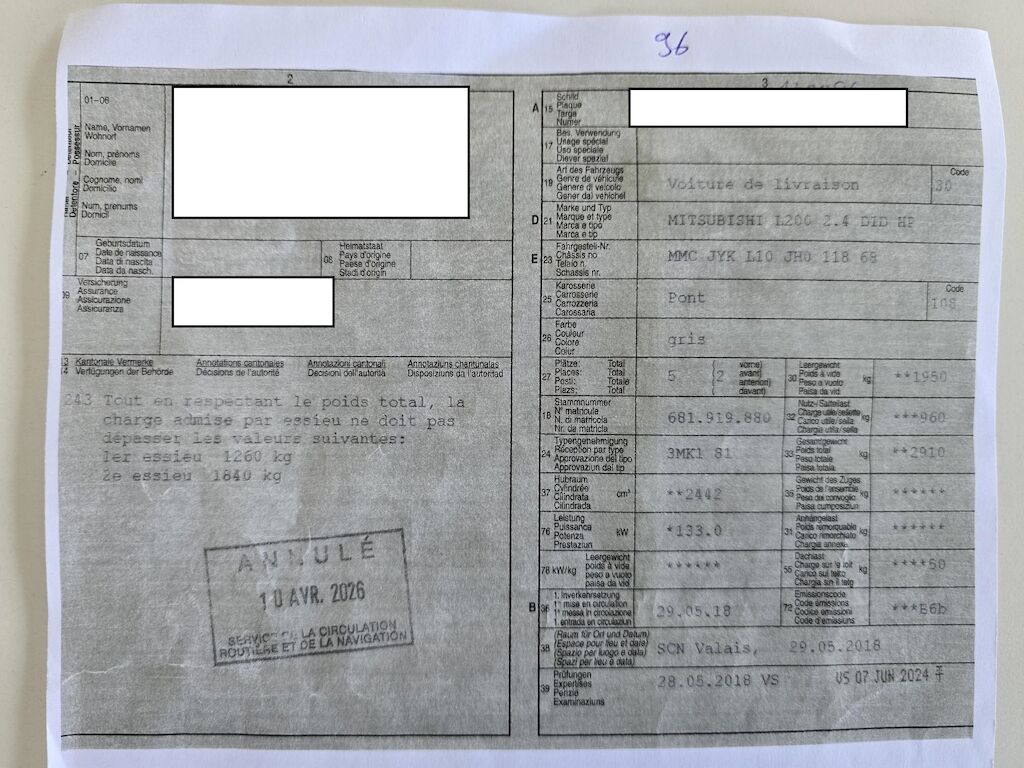 96
2
01-06
Name, Vornamen
Wohnort
Nom, prénoms
Domicile
Cognome, nomi
Domicilio
Num, prenums
Domicil
Detentore - Possessur
07
Geburtsdatum
Date de naissance
Data di nascita
Data da nasch.
08
Heimatstaat
Pays d'origine
Paese d'origine
Stadi d'origin
09
Versicherung
Assurance
Assicurazione
Assicuranza
13 Kantonale Vermerke Annotations cantonales Annotazioni cantonali Annotaziuns chantunalas
14 Verfügungen der Behörde Décisions de l'autorité Decisioni dell'autorità Disposiziuns da l'autoritad
243 Tout en respectant le poids total, la
charge admise par essieu ne doit pas
dépasser les valeurs suivantes:
1er essieu 1260 kg
2e essieu 1840 kg
ANNULÉ
10 AVR. 2026
SERVICE DE LA CIRCULATION
ROUTIÈRE ET DE LA NAVIGATION
3
A 15
Schild
Plaque
Targa
Numer
17
Bes. Verwendung
Usage spécial
Uso speciale
Diever spezial
19
Art des Fahrzeugs
Genre de véhicule
Genere di veicolo
Gener dal vehichel
Voiture de livraison
Code
30
D 21
Marke und Typ
Marque et type
Marca e tipo
Marca e tip
MITSUBISHI L200 2.4 DID HP
E 23
Fahrgestell-Nr.
Châssis no
Telaio n.
Schassis nr.
MMC JYK L10 JH0 118 68
25
Karosserie
Carrosserie
Carrozzeria
Carossaria
Pont
Code
108
26
Farbe
Couleur
Colore
Colur
gris
27
Plätze: Total
Places: Total
Posti: Totale
Plazs: Total
5 (2
vorne)
avant)
anteriori)
davant)
30
Leergewicht
Poids à vide
Peso a vuoto
Paisa da vid
kg
**1950
18
Stammnummer
N° matricule
N. di matricola
Nr. da matricla
681.919.880
32
Nutz-/Sattellast
Charge utile/sellette
Carico utile/sella
Chargia utila/sella
kg
***960
24
Typengenehmigung
Réception par type
Approvazione del tipo
Approvaziun dal tip
3MK1 81
33
Gesamtgewicht
Poids total
Peso totale
Paisa totala
kg
**2910
37
Hubraum
Cylindrée
Cilindrata
Cilindrada
cm³
**2442
35
Gewicht des Zuges
Poids de l'ensemble
Peso del convoglio
Paisa cumposiziun
kg
******
76
Leistung
Puissance
Potenza
Prestaziun
kW
*133.0
31
Anhängelast
Poids remorquable
Carico rimorchiato
Chargia annexa
kg
******
78 kW/kg
Leergewicht
poids à vide
peso a vuoto
paisa da vid
******
55
Dachlast
Charge sur le toit
Carico sul tetto
Chargia sin il tetg
kg
****50
B 36
1. Inverkehrsetzung
1re mise en circulation
1a messa in circolazione
1. entrada en circulaziun
29.05.18
72
Emissionscode
Code émissions
Codice emissioni
Code d'emissiuns
***B6b
38
(Raum für Ort und Datum)
(Espace pour lieu et date)
(Spazio per luogo e data)
(Spazi per lieu e data)
SCN Valais, 29.05.2018
39
Prüfungen
Expertises
Perizie
Examinaziuns
28.05.2018 VS
VS 07 JUN 2024